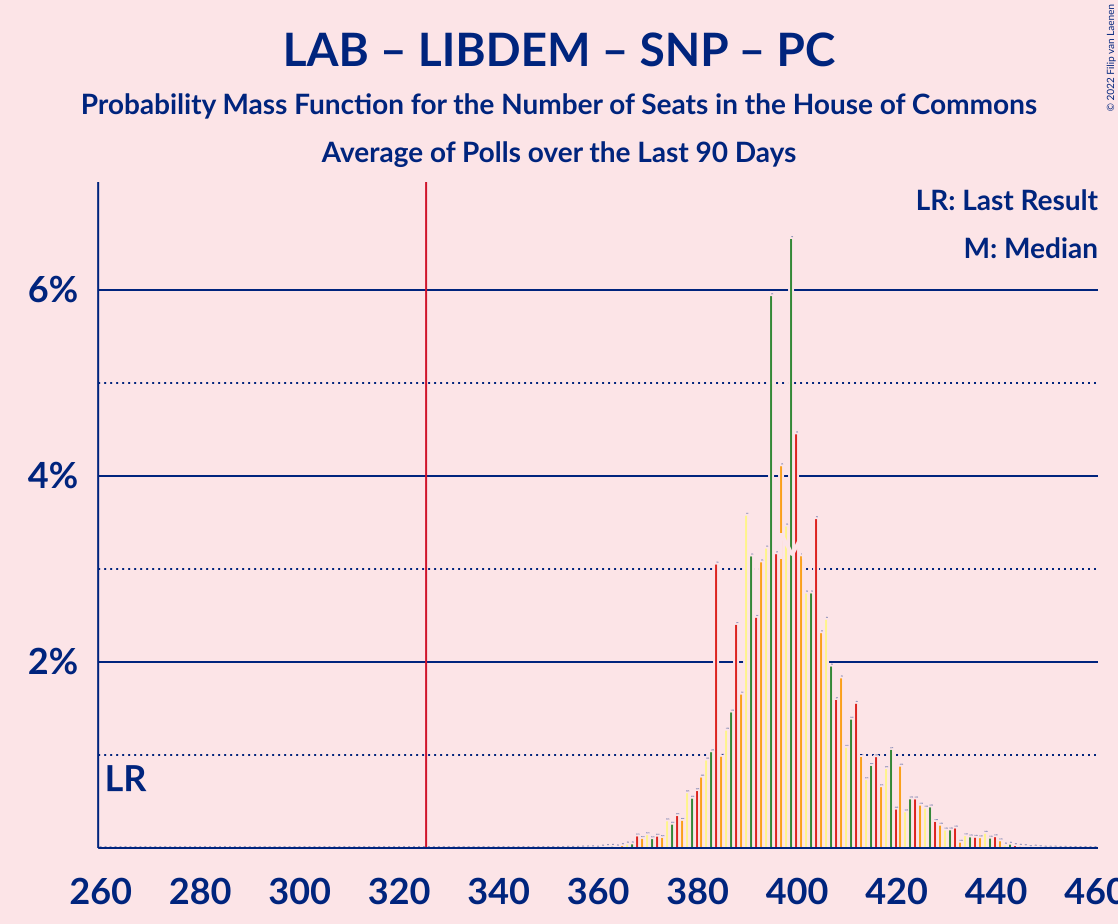 LAB – LIBDEM – SNP – PC
Probability Mass Function for the Number of Seats in the House of Commons
Average of Polls over the Last 90 Days
© 2022 Filip van Laenen
LR: Last Result
M: Median
6%
4%
2%
LR
260 280 300 320 340 360 380 400 420 440 460